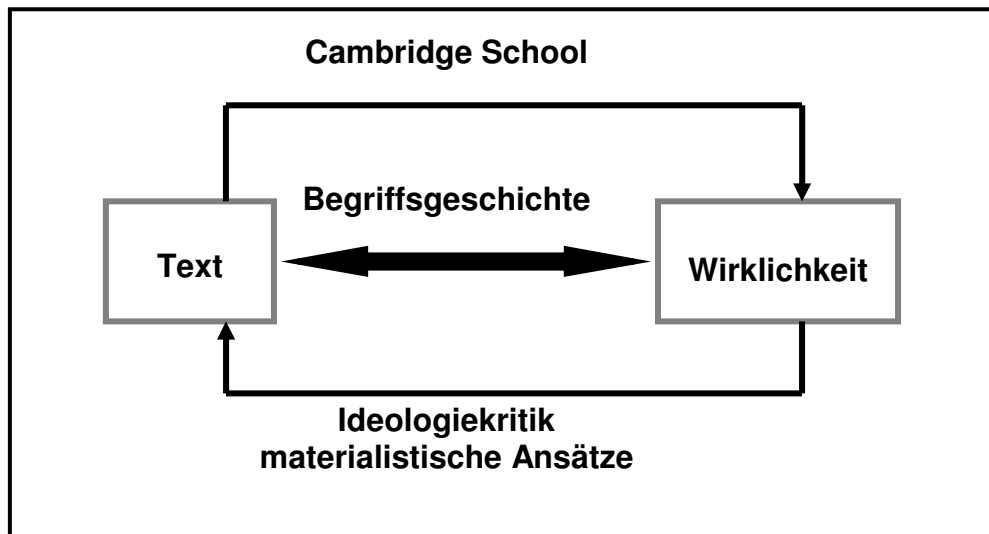 Cambridge School
Begriffsgeschichte
Text
Wirklichkeit
Ideologiekritik
materialistische Ansätze